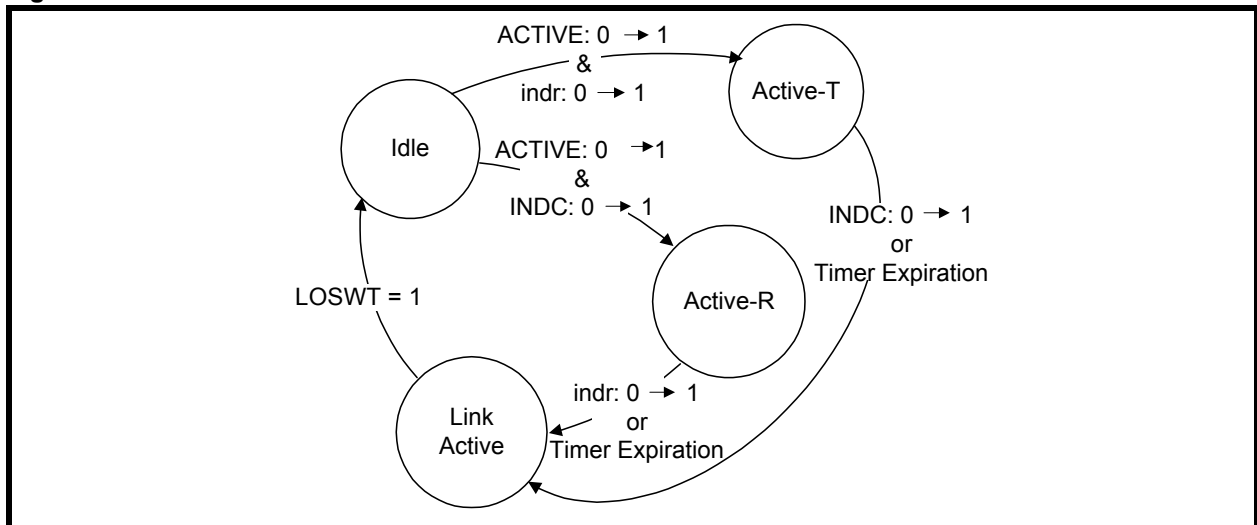 ACTIVE: 0 → 1
&
indr: 0 → 1
Active-T
Idle
ACTIVE: 0 →1
&
INDC: 0 → 1
INDC: 0 → 1
or
Timer Expiration
Active-R
LOSWT = 1
indr: 0 → 1
or
Timer Expiration
Link
Active